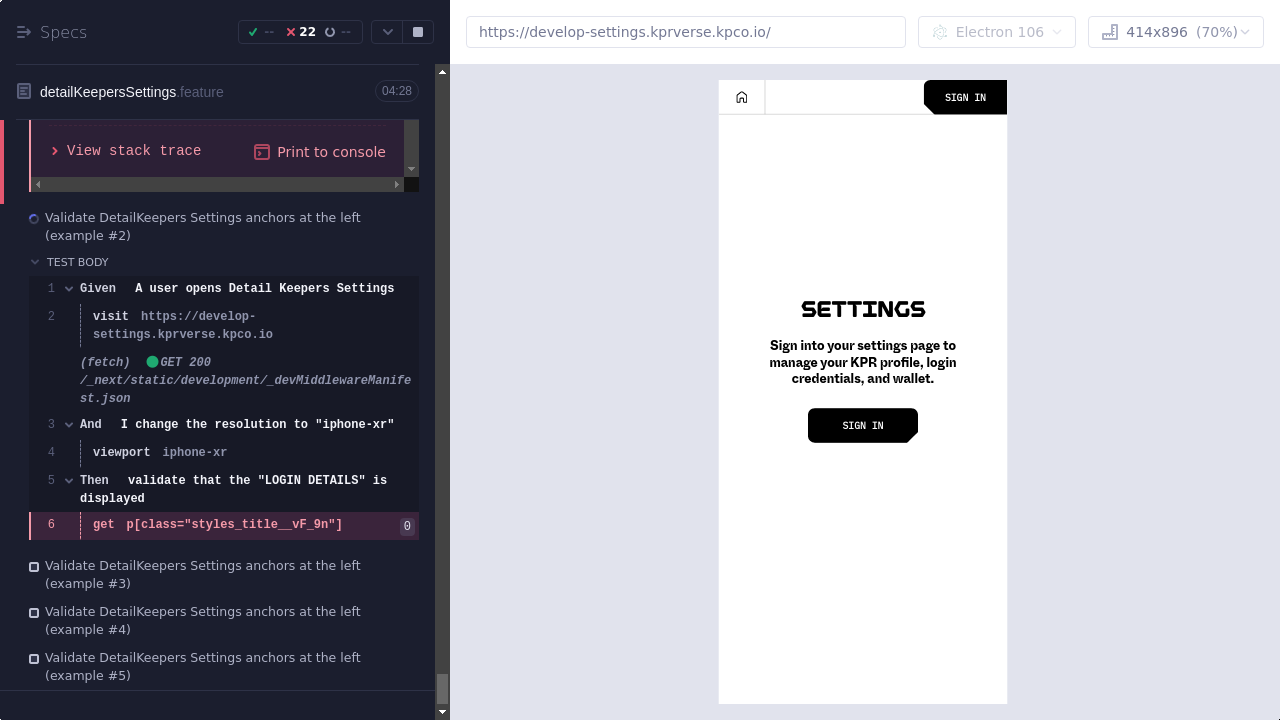 Specs
-- 22 --
detailKeepersSettings.feature
04:28
View stack trace
Print to console
Validate DetailKeepers Settings anchors at the left
(example #2)
TEST BODY
1 Given A user opens Detail Keepers Settings
2 visit https://develop-
settings.kprverse.kpco.io
(fetch) GET 200
/_next/static/development/_devMiddlewareManife
st.json
3 And I change the resolution to "iphone-xr"
4 viewport iphone-xr
5 Then validate that the "LOGIN DETAILS" is
displayed
6 get p[class="styles_title__vF_9n"] 0
Validate DetailKeepers Settings anchors at the left
(example #3)
Validate DetailKeepers Settings anchors at the left
(example #4)
Validate DetailKeepers Settings anchors at the left
(example #5)
https://develop-settings.kprverse.kpco.io/
Electron 106
414x896 (70%)
SIGN IN
SETTINGS
Sign into your settings page to
manage your KPR profile, login
credentials, and wallet.
SIGN IN